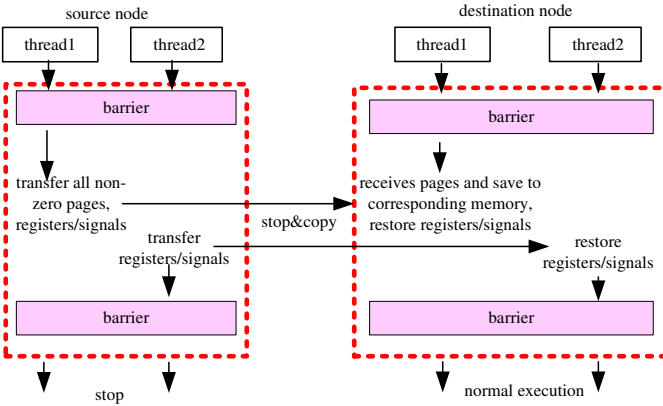 source node
destination node
thread1
thread2
thread1
thread2
barrier
barrier
transfer all non-
zero pages,
registers/signals
stop&copy
receives pages and save to
corresponding memory,
restore registers/signals
transfer
registers/signals
restore
registers/signals
barrier
barrier
stop
normal execution